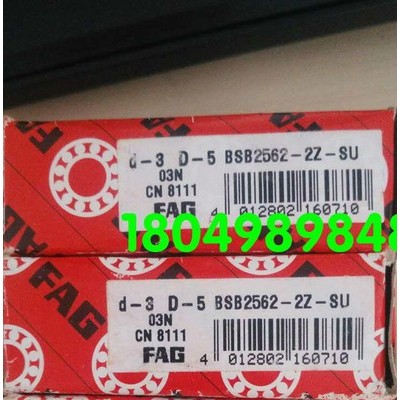 FAG
d-3 D-5 BSB2562-2Z-SU
03N
CN 8111
FAG
4 012802 160710
1804989848
FAG
d-3 D-5 BSB2562-2Z-SU
03N
CN 8111
FAG
4 012802 160710